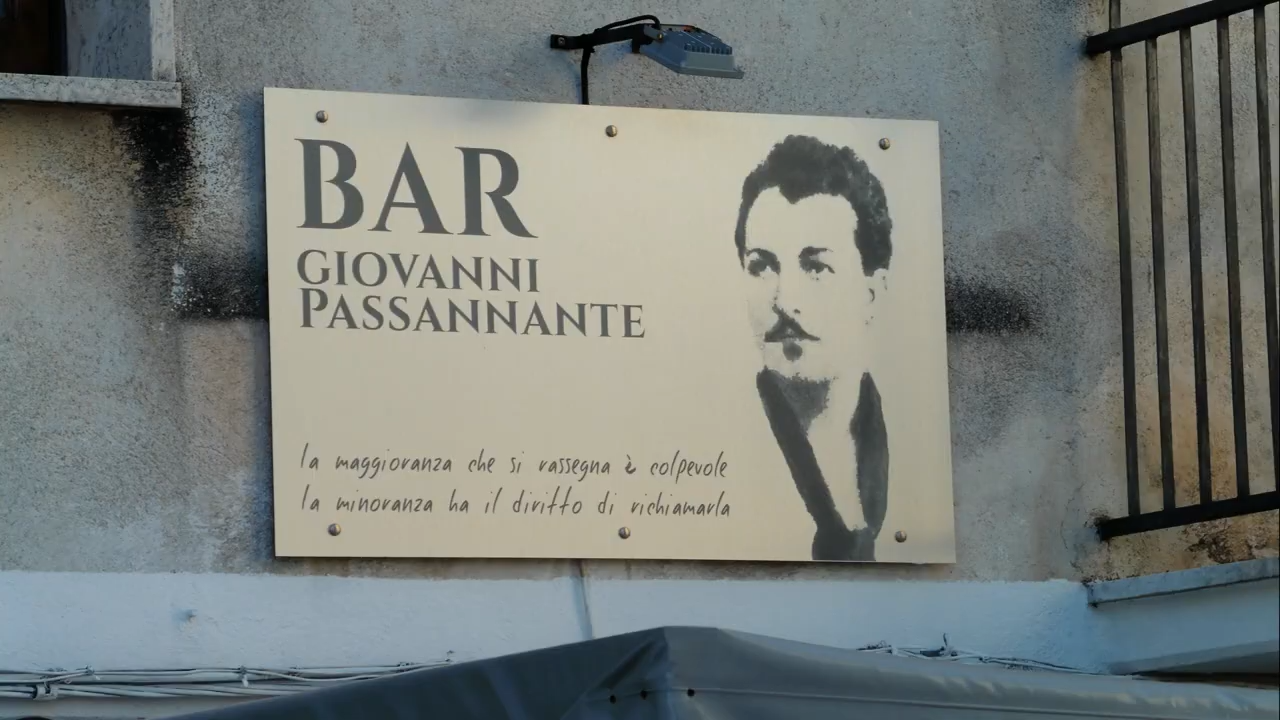 BAR
GIOVANNI
PASSANNANTE
la maggioranza che si rassegna è colpevole
la minoranza ha il diritto di richiamarla